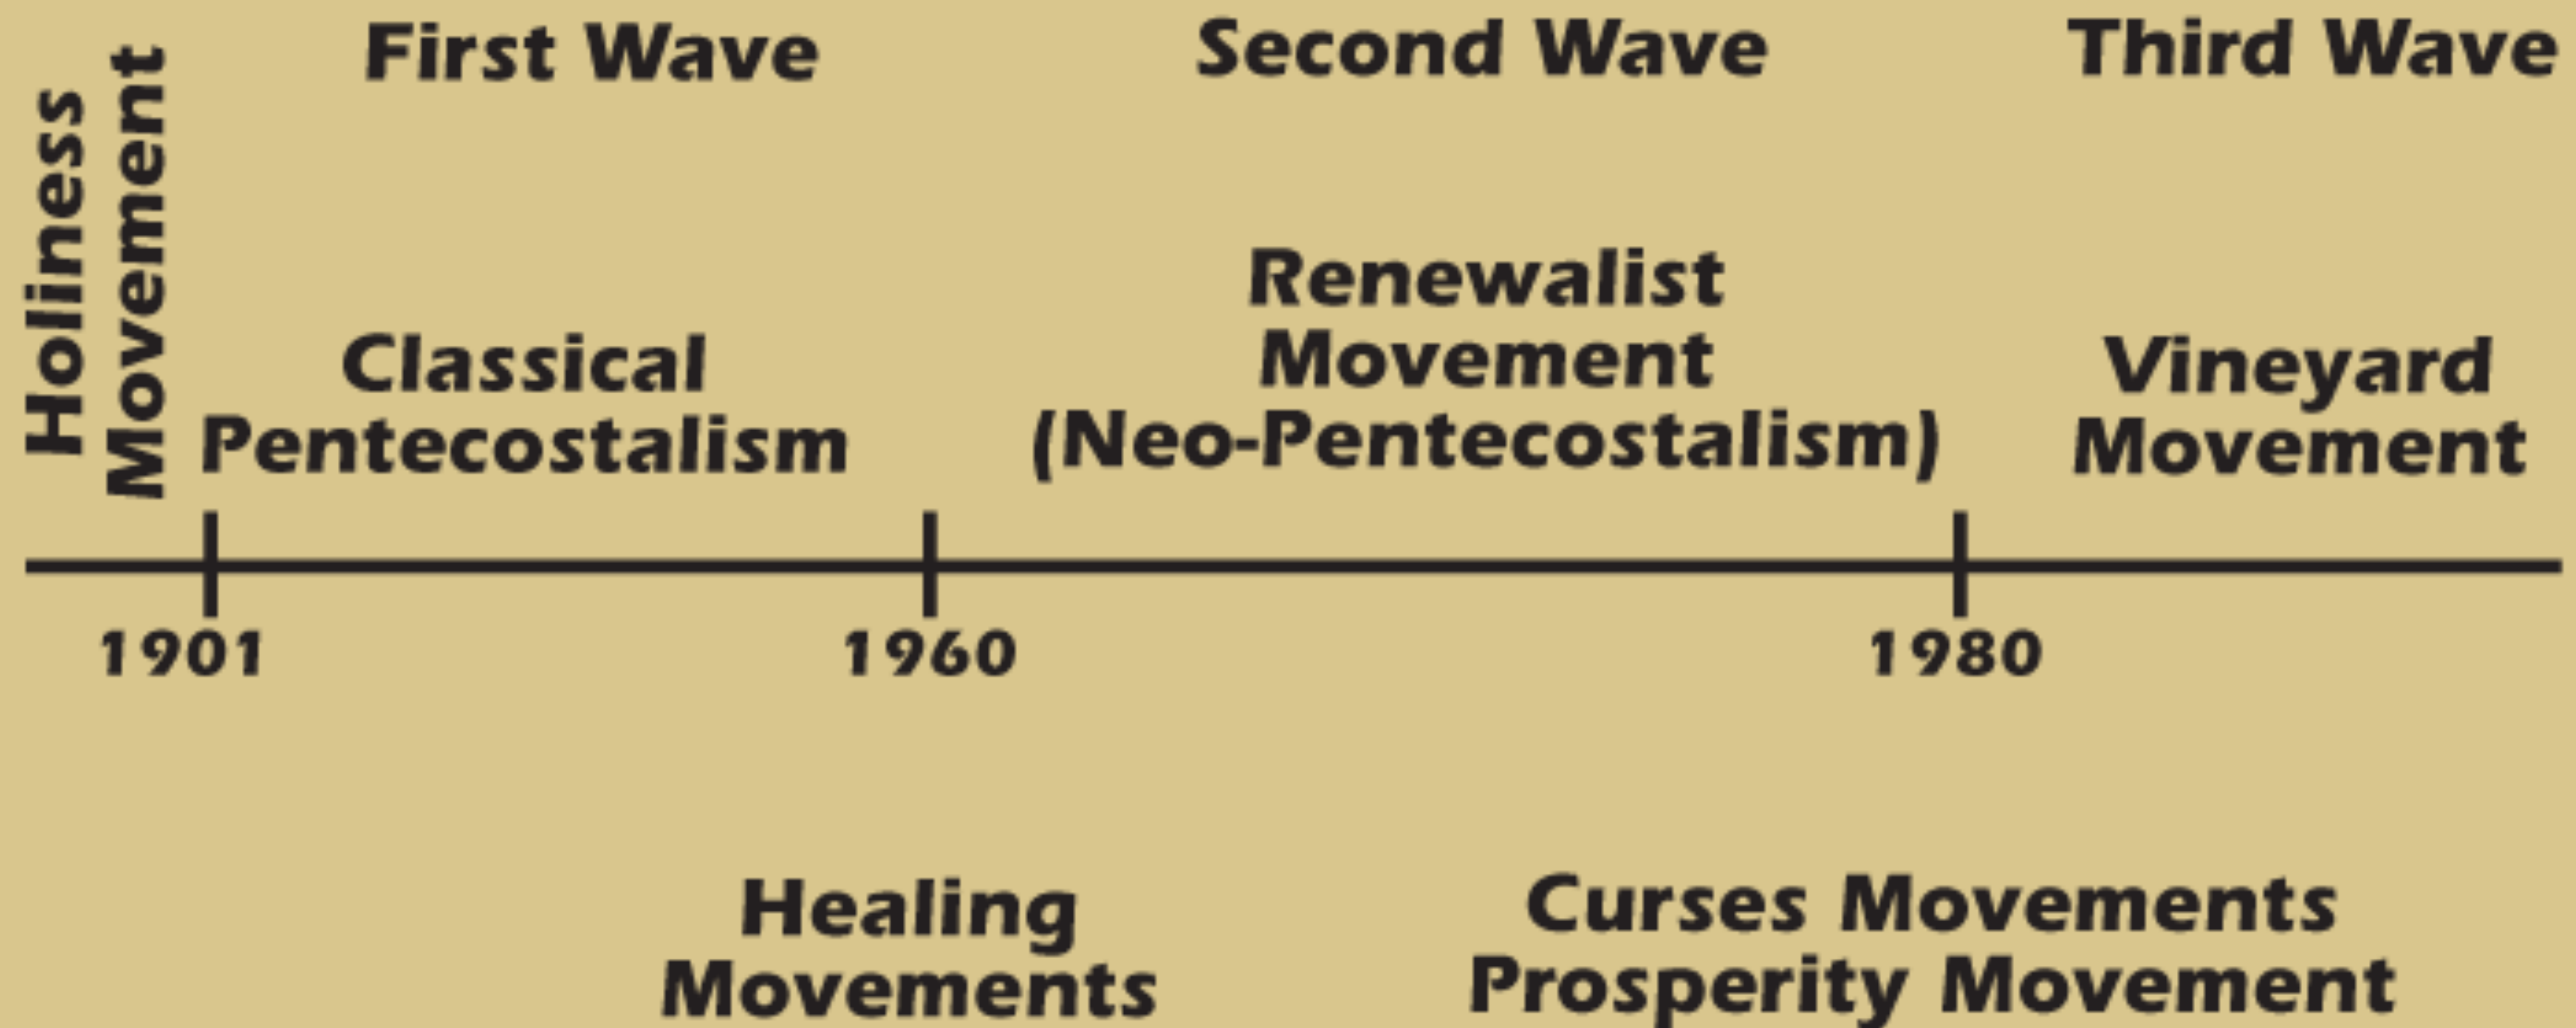 Holiness
Movement
First Wave
Second Wave
Third Wave
Classical
Pentecostalism
Renewalist
Movement
(Neo-Pentecostalism)
Vineyard
Movement
1901
1960
1980
Healing
Movements
Curses Movements
Prosperity Movement